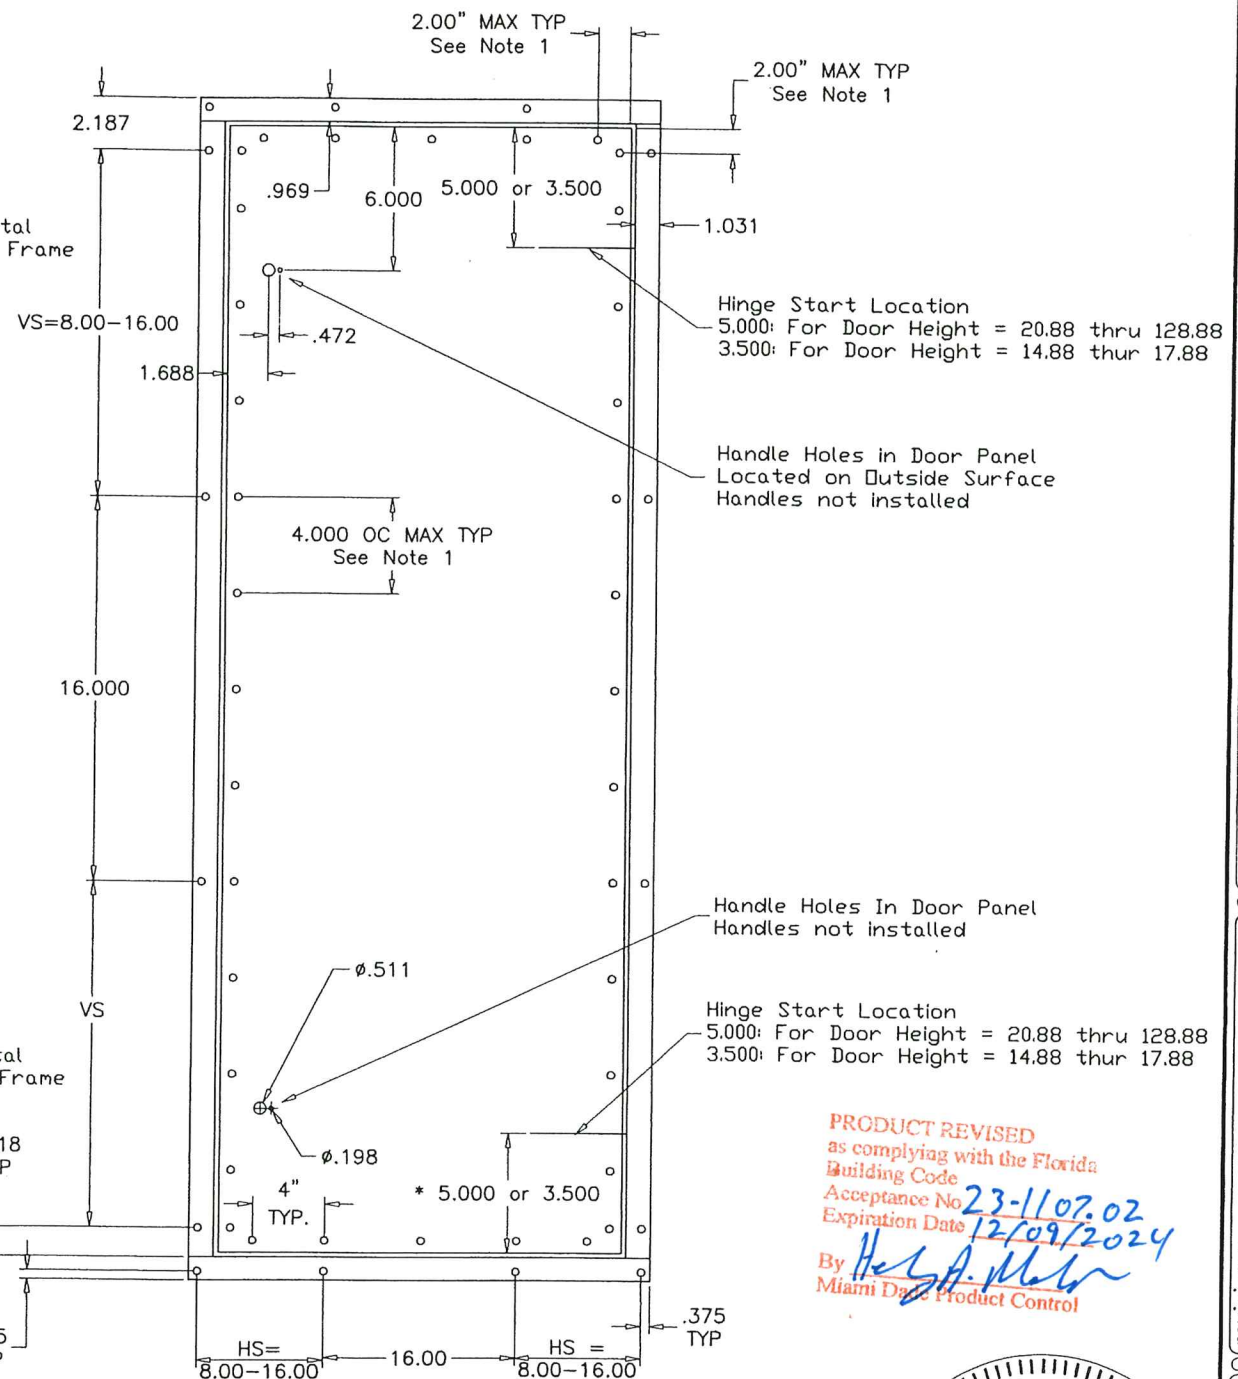 2.00" MAX TYP
See Note 1
2.00" MAX TYP
See Note 1
2.187
.969
6.000
5.000 or 3.500
1.031
tal
Frame
VS=8.00-16.00
.472
1.688
Hinge Start Location
5.000: For Door Height = 20.88 thru 128.88
3.500: For Door Height = 14.88 thur 17.88
Handle Holes in Door Panel
Located on Outside Surface
Handles not installed
4.000 OC MAX TYP
See Note 1
16.000
Handle Holes In Door Panel
Handles not installed
ø.511
VS
Hinge Start Location
5.000: For Door Height = 20.88 thru 128.88
3.500: For Door Height = 14.88 thur 17.88
tal
Frame
18
P
ø.198
4"
TYP.
* 5.000 or 3.500
PRODUCT REVISED
as complying with the Florida
Building Code
Acceptance No 23-1107.02
Expiration Date 12/09/2024
By
Miami Dade Product Control
.375
TYP
HS=
8.00-16.00
16.00
HS =
8.00-16.00